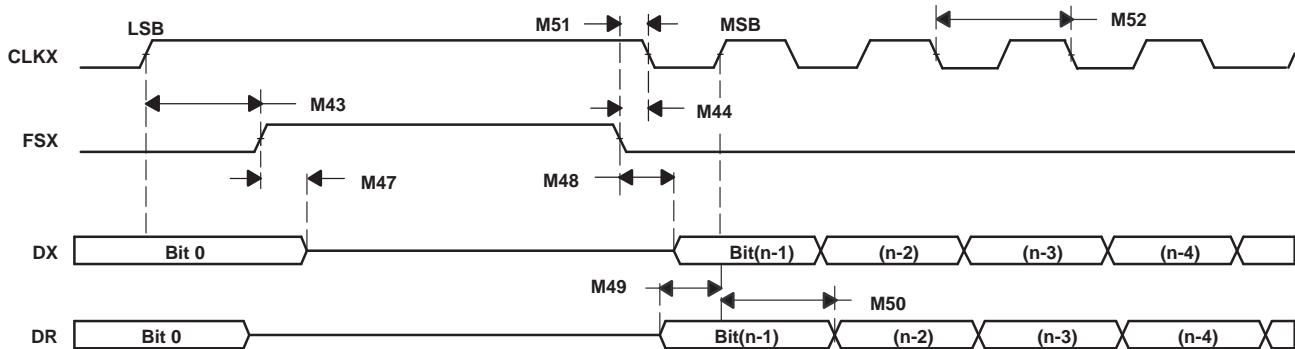 LSB
M51
MSB
M52
CLKX
M43
M44
FSX
M47
M48
DX
Bit 0
Bit(n-1)
(n-2)
(n-3)
(n-4)
M49
M50
DR
Bit 0
Bit(n-1)
(n-2)
(n-3)
(n-4)